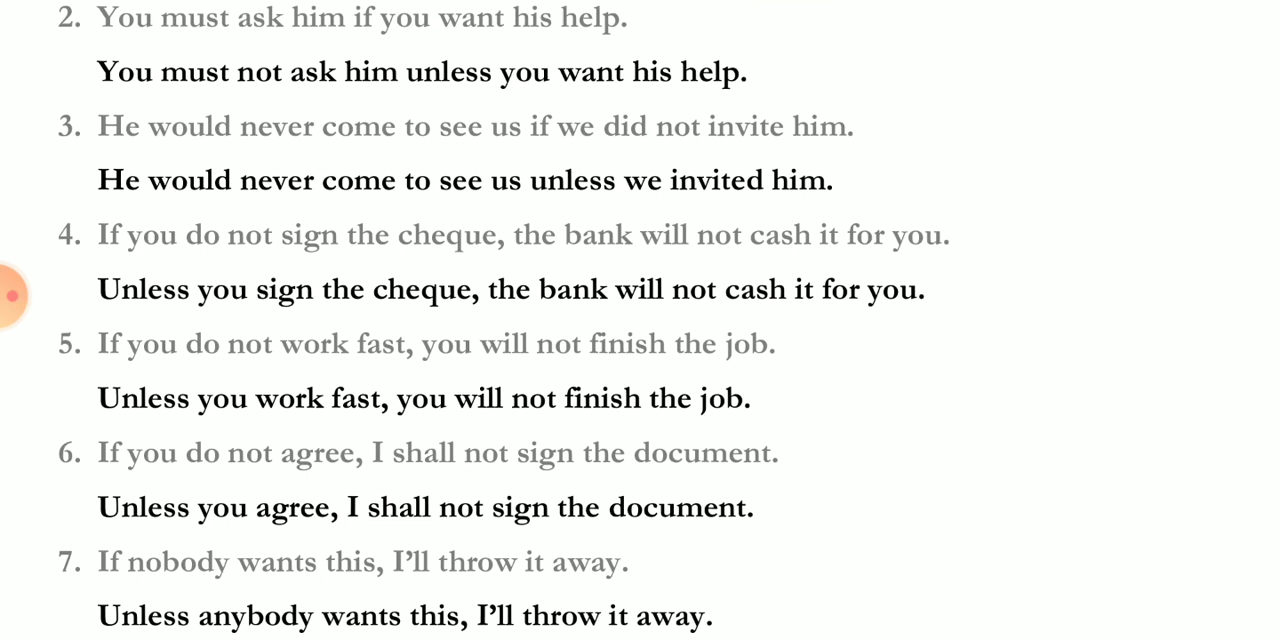 2. You must ask him if you want his help.
You must not ask him unless you want his help.
3. He would never come to see us if we did not invite him.
He would never come to see us unless we invited him.
4. If you do not sign the cheque, the bank will not cash it for you.
Unless you sign the cheque, the bank will not cash it for you.
5. If you do not work fast, you will not finish the job.
Unless you work fast, you will not finish the job.
6. If you do not agree, I shall not sign the document.
Unless you agree, I shall not sign the document.
7. If nobody wants this, I’ll throw it away.
Unless anybody wants this, I’ll throw it away.